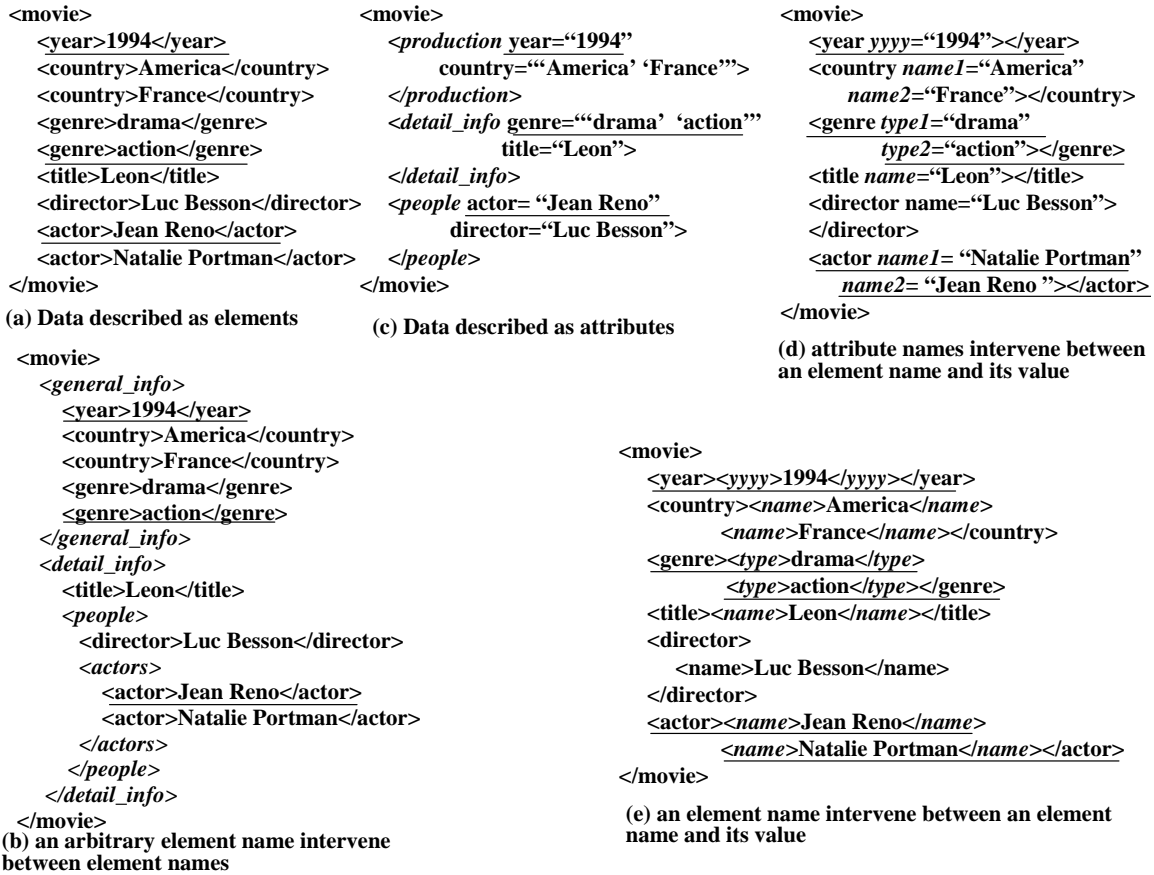 <movie>
<year>1994</year>
<country>America</country>
<country>France</country>
<genre>drama</genre>
<genre>action</genre>
<title>Leon</title>
<director>Luc Besson</director>
<actor>Jean Reno</actor>
<actor>Natalie Portman</actor>
</movie>
(a) Data described as elements
<movie>
<general_info>
<year>1994</year>
<country>America</country>
<country>France</country>
<genre>drama</genre>
<genre>action</genre>
</general_info>
<detail_info>
<title>Leon</title>
<people>
<director>Luc Besson</director>
<actors>
<actor>Jean Reno</actor>
<actor>Natalie Portman</actor>
</actors>
</people>
</detail_info>
</movie>
(b) an arbitrary element name intervene
between element names
<movie>
<production year=“1994”
country=“‘America’ ‘France’”>
</production>
<detail_info genre=“‘drama’ ‘action’”
title=“Leon”>
</detail_info>
<people actor= “Jean Reno”
director=“Luc Besson”>
</people>
</movie>
(c) Data described as attributes
<movie>
<year yyyy=“1994”></year>
<country name1=“America”
name2=“France”></country>
<genre type1=“drama”
type2=“action”></genre>
<title name=“Leon”></title>
<director name=“Luc Besson”>
</director>
<actor name1= “Natalie Portman”
name2= “Jean Reno ”></actor>
</movie>
(d) attribute names intervene between
an element name and its value
<movie>
<year><yyyy>1994</yyyy></year>
<country><name>America</name>
<name>France</name></country>
<genre><type>drama</type>
<type>action</type></genre>
<title><name>Leon</name></title>
<director>
<name>Luc Besson</name>
</director>
<actor><name>Jean Reno</name>
<name>Natalie Portman</name></actor>
</movie>
(e) an element name intervene between an element
name and its value